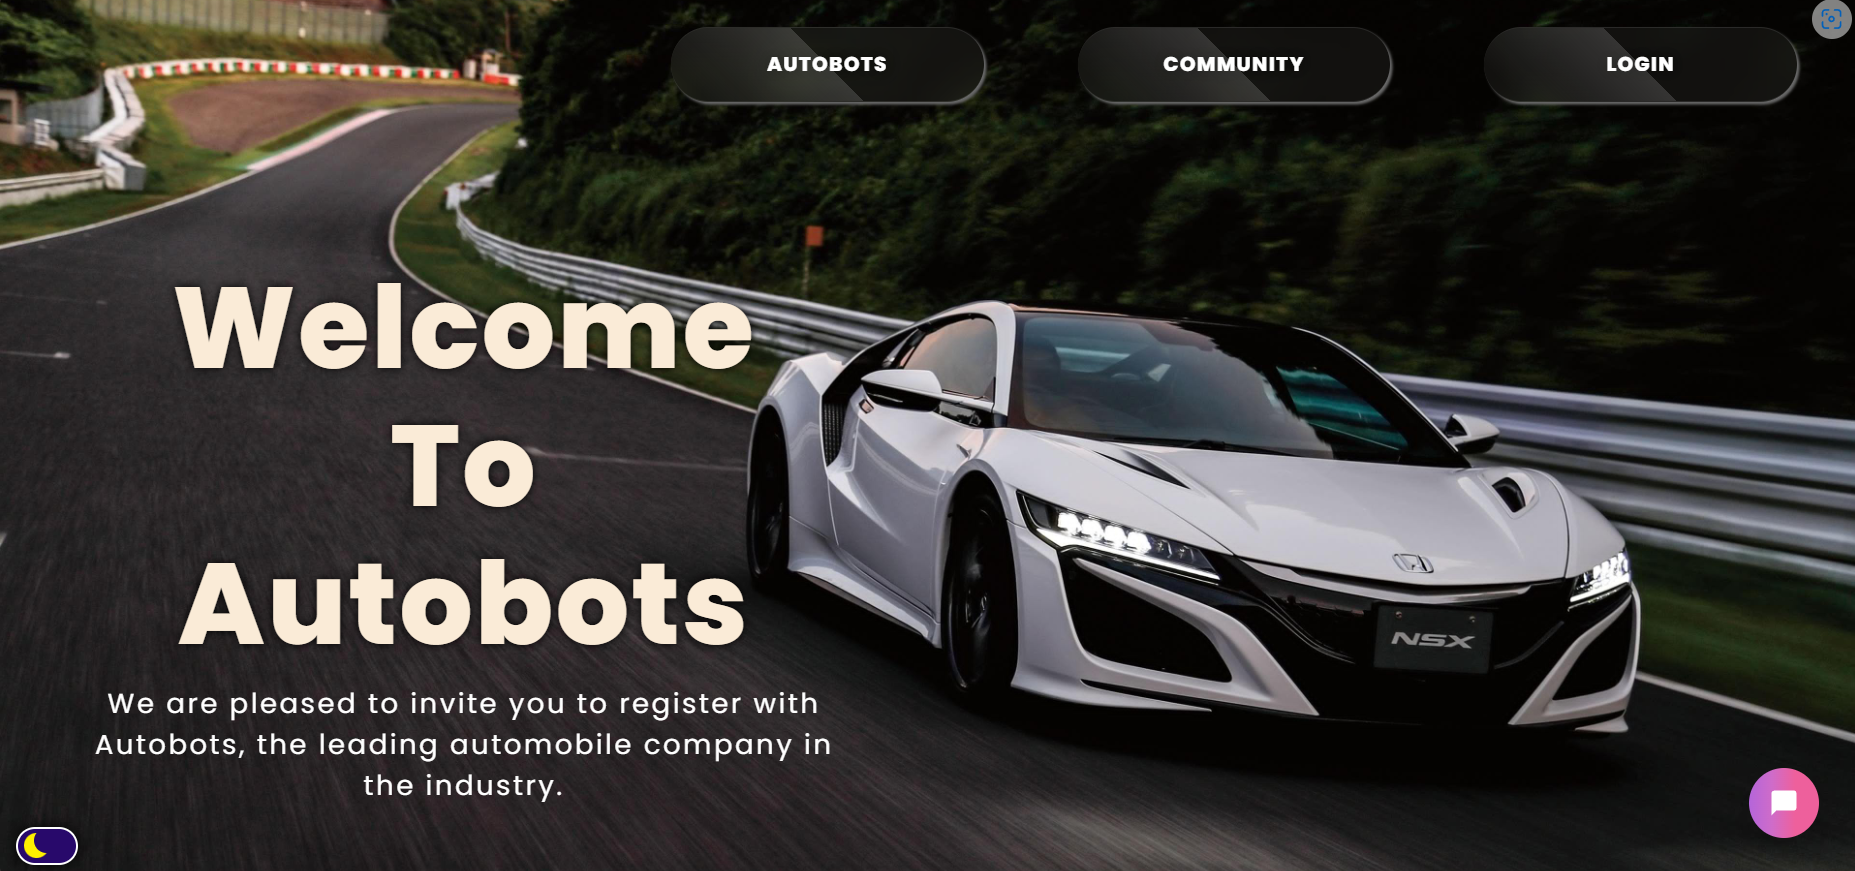 AUTOBOTS
COMMUNITY
LOGIN
Welcome
To
Autobots
We are pleased to invite you to register with
Autobots, the leading automobile company in
the industry.
NSX